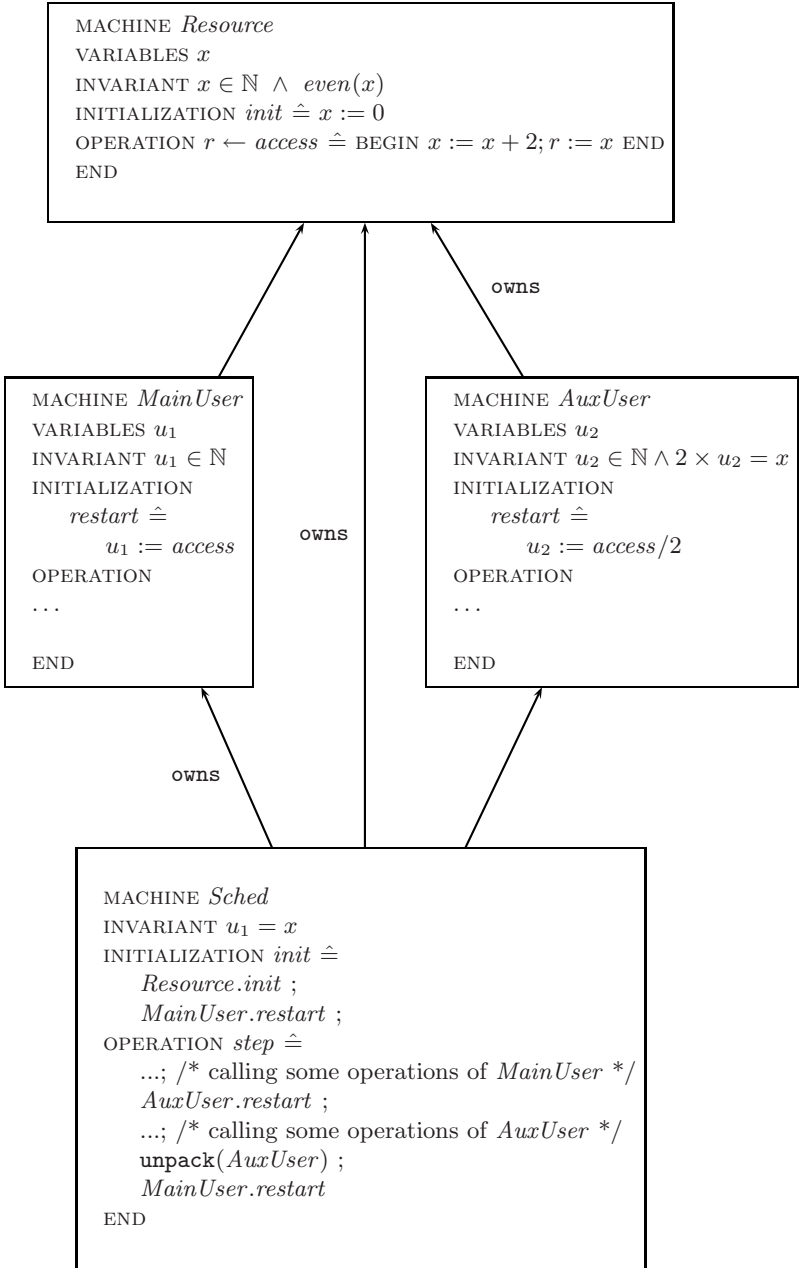 MACHINE Resource
VARIABLES x
INVARIANT x ∈ ℕ ∧ even(x)
INITIALIZATION init ≙ x := 0
OPERATION r ← access ≙ BEGIN x := x + 2; r := x END
END
owns
MACHINE MainUser
VARIABLES u₁
INVARIANT u₁ ∈ ℕ
INITIALIZATION
restart ≙
u₁ := access
OPERATION
...
END
owns
MACHINE AuxUser
VARIABLES u₂
INVARIANT u₂ ∈ ℕ ∧ 2 × u₂ = x
INITIALIZATION
restart ≙
u₂ := access/2
OPERATION
...
END
owns
MACHINE Sched
INVARIANT u₁ = x
INITIALIZATION init ≙
Resource.init ;
MainUser.restart ;
OPERATION step ≙
...; /* calling some operations of MainUser */
AuxUser.restart ;
...; /* calling some operations of AuxUser */
unpack(AuxUser) ;
MainUser.restart
END